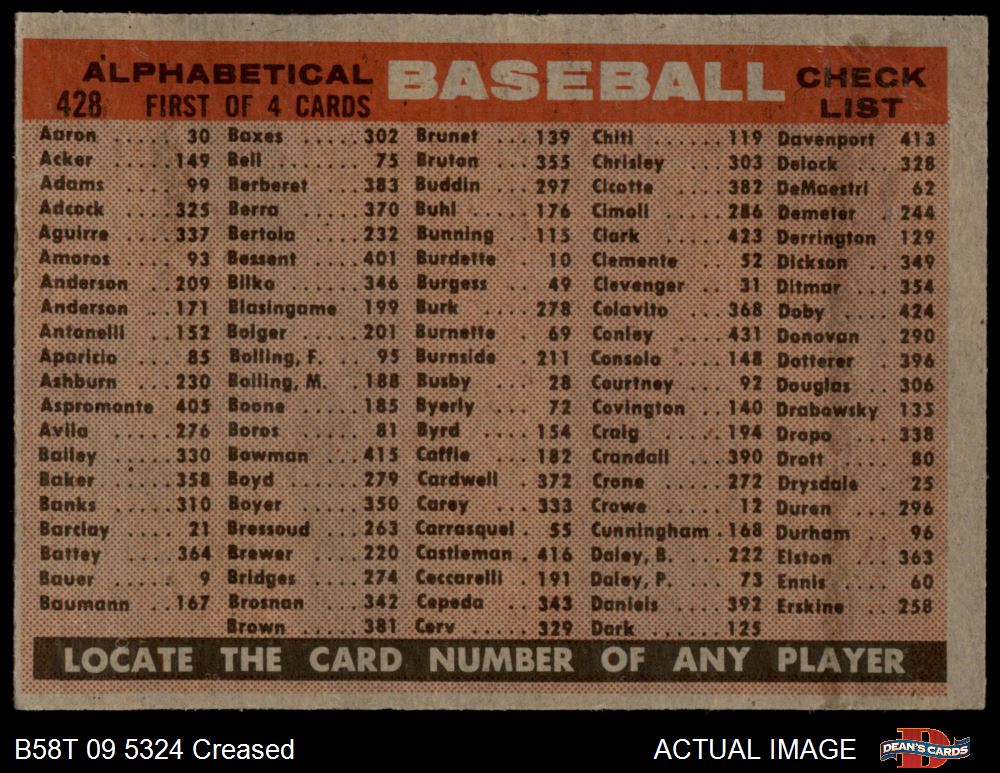 ALPHABETICAL BASEBALL CHECK
428 FIRST OF 4 CARDS LIST
Aaron .... 30
Acker .... 149
Adams .... 99
Adcock ... 325
Aguirre ... 337
Amoros ... 93
Anderson .. 209
Anderson .. 171
Antonelli .. 152
Aparicio ... 85
Ashburn ... 230
Aspromonte 405
Avila ..... 276
Bailey .... 330
Baker .... 358
Banks .... 310
Barclay ... 21
Battey .... 364
Bauer .... 9
Baumann .. 167
Baxes .... 302
Bell ..... 75
Berberet ... 383
Berra ..... 370
Bertoia .... 232
Bessent ... 401
Bilko ..... 346
Blasingame 199
Bolger .... 201
Bolling, F. .. 95
Bolling, M. .. 188
Boone .... 185
Boros ..... 81
Bowman ... 415
Boyd ..... 279
Boyer .... 350
Bressoud .. 263
Brewer ... 220
Bridges ... 274
Brosnan ... 342
Brown .... 381
Brunet ... 139
Bruton ... 355
Buddin ... 297
Buhl .... 176
Bunning .. 115
Burdette .. 10
Burgess .. 49
Burk .... 278
Burnette .. 69
Burnside .. 211
Busby ... 28
Byerly ... 72
Byrd .... 154
Caffie ... 182
Cardwell . 372
Carey ... 333
Carrasquel . 55
Castleman . 416
Ceccarelli . 191
Cepeda .. 343
Cerv .... 329
Chiti ..... 119
Chrisley ... 303
Cicotte ... 382
Cimoli .... 286
Clark ..... 423
Clemente .. 52
Clevenger .. 31
Colavito ... 368
Conley .... 431
Consolo ... 148
Courtney .. 92
Covington .. 140
Craig ..... 194
Crandall ... 390
Crone .... 272
Crowe .... 12
Cunningham . 168
Daley, B. ... 222
Daley, P. ... 73
Daniels .... 392
Dark ..... 125
Davenport 413
Delock ... 328
DeMaestri 62
Demeter . 244
Derrington 129
Dickson .. 349
Ditmar ... 354
Doby .... 424
Donovan . 290
Dotterer .. 396
Douglas .. 306
Drabowsky 135
Dropo ... 338
Drott .... 80
Drysdale . 25
Duren ... 296
Durham .. 96
Elston ... 363
Ennis .... 60
Erskine .. 258
LOCATE THE CARD NUMBER OF ANY PLAYER
B58T 09 5324 Creased ACTUAL IMAGE
DEAN'S CARDS